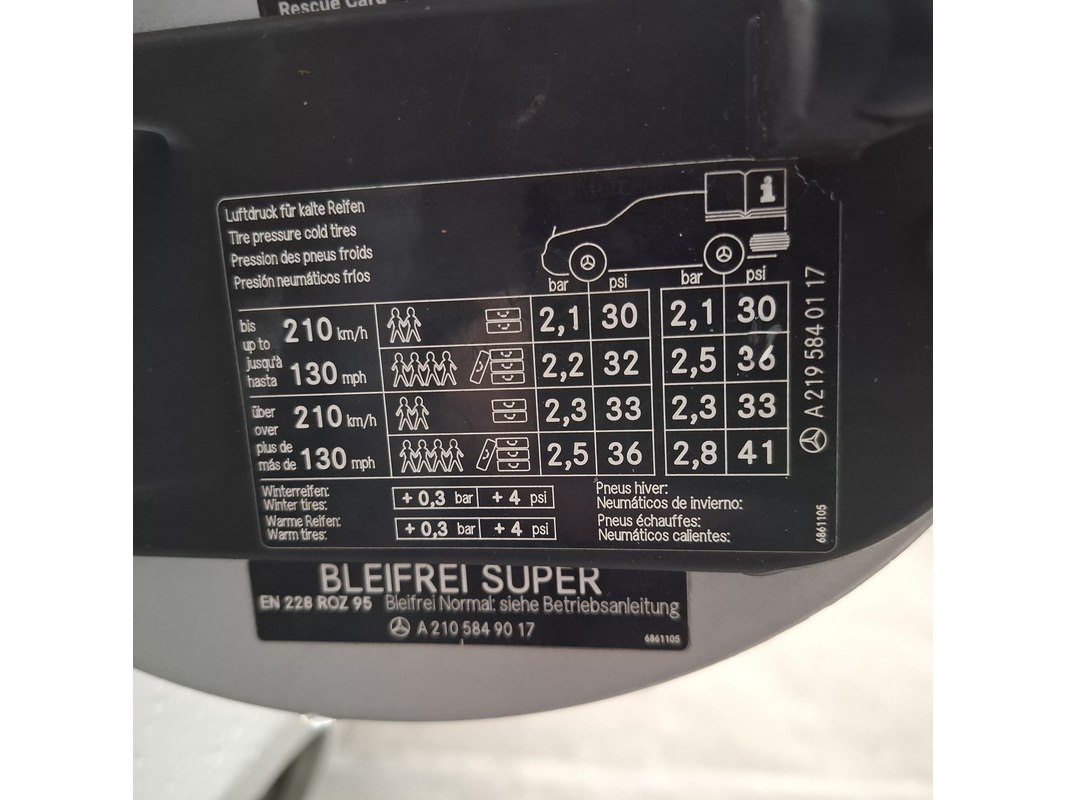 Rescue Card
Luftdruck für kalte Reifen
Tire pressure cold tires
Pression des pneus froids
Presión neumáticos fríos
i
bar psi bar psi
bis
up to
jusqu'à
hasta
210 km/h
130 mph
2,1 30 2,1 30
2,2 32 2,5 36
über
over
plus de
más de
210 km/h
130 mph
2,3 33 2,3 33
2,5 36 2,8 41
Winterreifen:
Winter tires:
+ 0,3 bar + 4 psi
Pneus hiver:
Neumáticos de invierno:
Warme Reifen:
Warm tires:
+ 0,3 bar + 4 psi
Pneus échauffes:
Neumáticos calientes:
A 219 584 01 17
6861105
BLEIFREI SUPER
EN 228 ROZ 95 Bleifrei Normal: siehe Betriebsanleitung
A 210 584 90 17
6861105